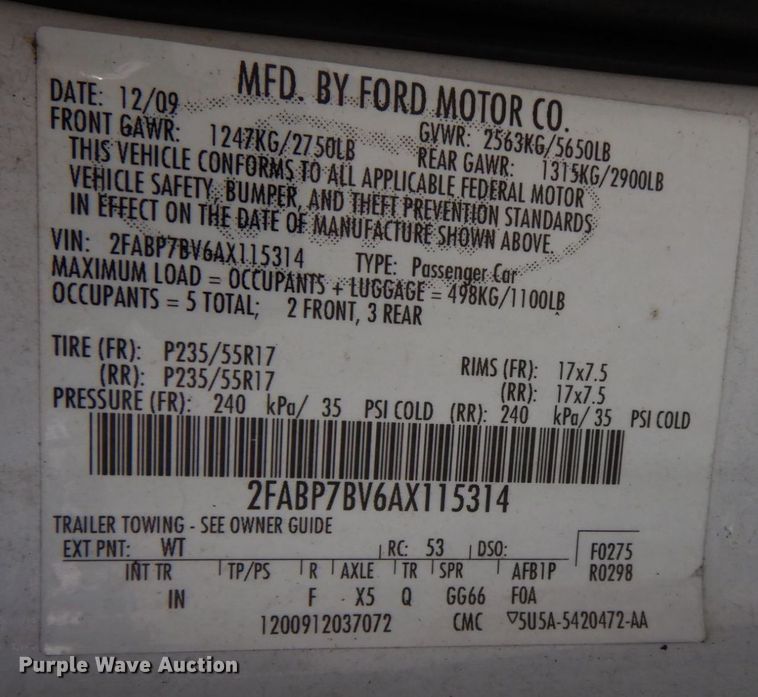 MFD. BY FORD MOTOR CO.
DATE: 12/09 GVWR: 2563KG/5650LB
FRONT GAWR: 1247KG/2750LB REAR GAWR: 1315KG/2900LB
THIS VEHICLE CONFORMS TO ALL APPLICABLE FEDERAL MOTOR
VEHICLE SAFETY, BUMPER, AND THEFT PREVENTION STANDARDS
IN EFFECT ON THE DATE OF MANUFACTURE SHOWN ABOVE.
VIN: 2FABP7BV6AX115314 TYPE: Passenger Car
MAXIMUM LOAD = OCCUPANTS + LUGGAGE = 498KG/1100LB
OCCUPANTS = 5 TOTAL; 2 FRONT, 3 REAR
TIRE (FR): P235/55R17 RIMS (FR): 17x7.5
(RR): P235/55R17 (RR): 17x7.5
PRESSURE (FR): 240 kPa/ 35 PSI COLD (RR): 240 kPa/ 35 PSI COLD
2FABP7BV6AX115314
TRAILER TOWING - SEE OWNER GUIDE
EXT PNT: WT RC: 53 DSO: F0275
INT TR TP/PS R AXLE TR SPR AFB1P R0298
IN F X5 Q GG66 F0A
1200912037072 CMC ▽5U5A-5420472-AA
Purple Wave Auction